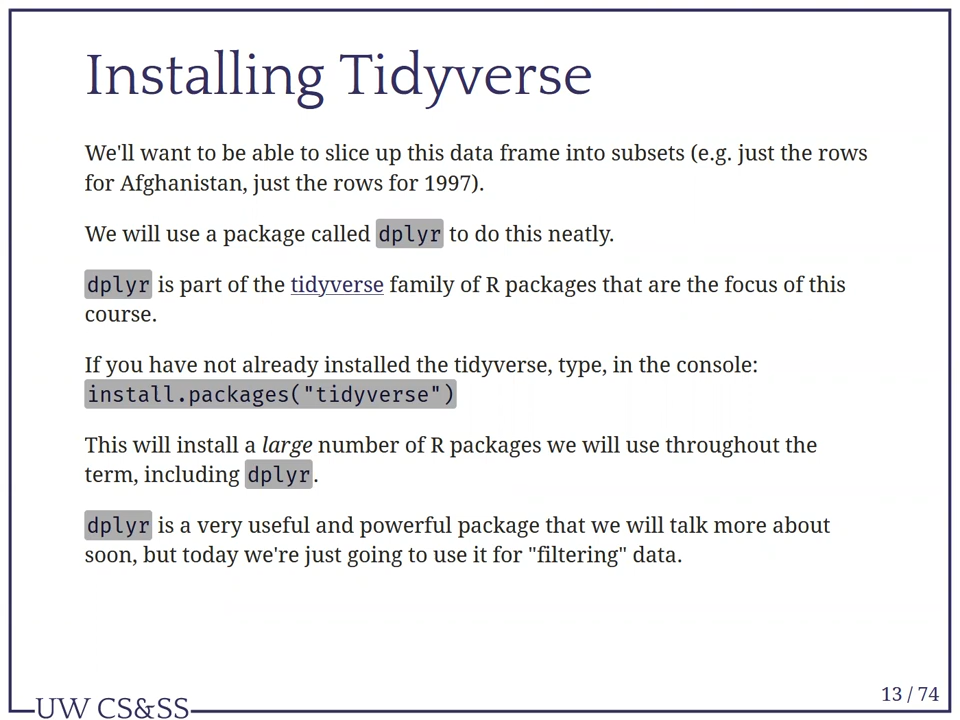 Installing Tidyverse
We'll want to be able to slice up this data frame into subsets (e.g. just the rows
for Afghanistan, just the rows for 1997).
We will use a package called dplyr to do this neatly.
dplyr is part of the tidyverse family of R packages that are the focus of this
course.
If you have not already installed the tidyverse, type, in the console:
install.packages("tidyverse")
This will install a large number of R packages we will use throughout the
term, including dplyr.
dplyr is a very useful and powerful package that we will talk more about
soon, but today we're just going to use it for "filtering" data.
13 / 74
UW CS&SS